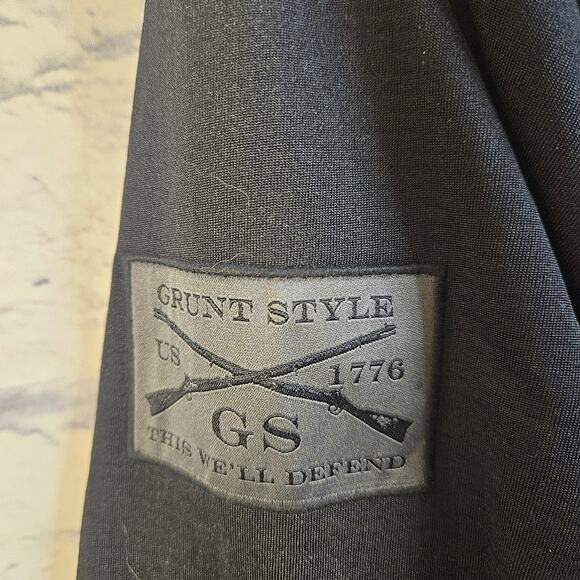 GRUNT STYLE
US 1776
GS
THIS WE'LL DEFEND